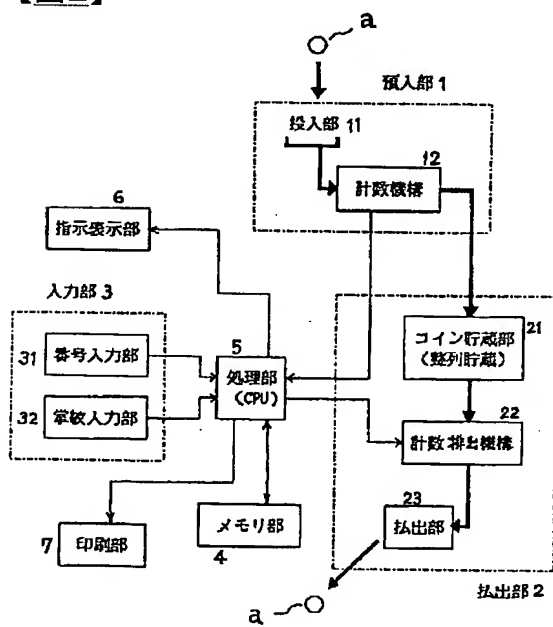 a
預入部 1
投入部 11
12
計数機構
6
指示表示部
入力部 3
31 番号入力部
32 掌紋入力部
5
処理部
(CPU)
21
コイン貯蔵部
(整列貯蔵)
22
計数排出機構
23
払出部
7 印刷部
メモリ部
4
払出部 2
a